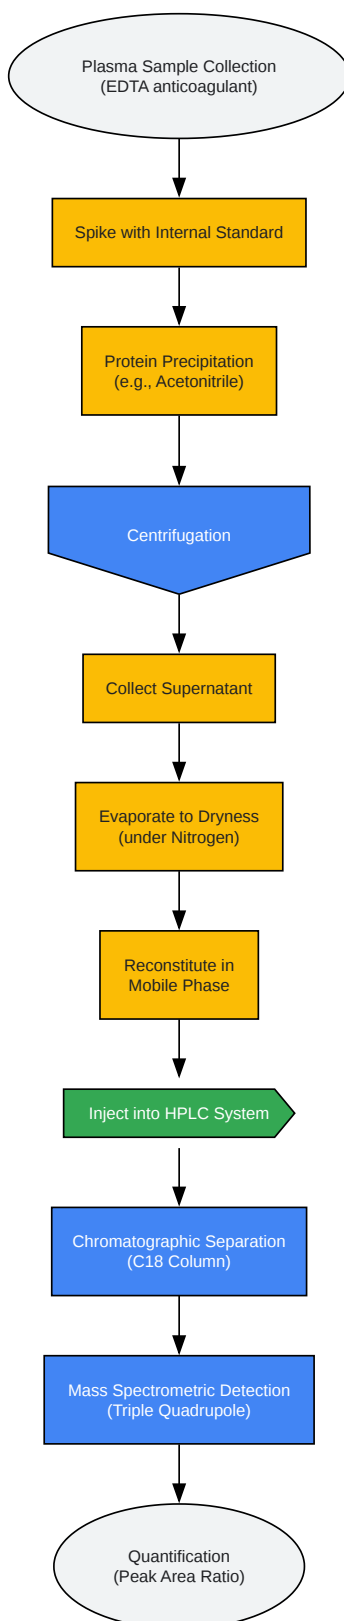 Plasma Sample Collection
(EDTA anticoagulant)
Spike with Internal Standard
Protein Precipitation
(e.g., Acetonitrile)
Centrifugation
Collect Supernatant
Evaporate to Dryness
(under Nitrogen)
Reconstitute in
Mobile Phase
Inject into HPLC System
Chromatographic Separation
(C18 Column)
Mass Spectrometric Detection
(Triple Quadrupole)
Quantification
(Peak Area Ratio)